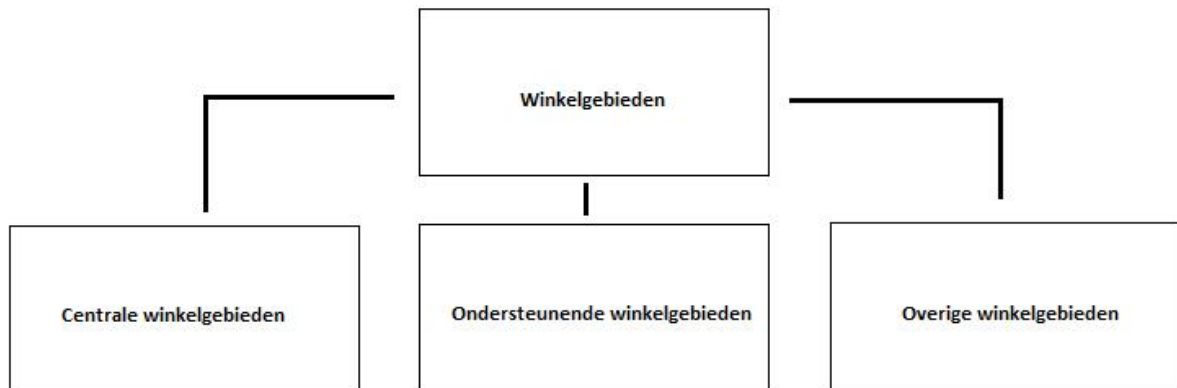 Winkelgebieden
Centrale winkelgebieden
Ondersteunende winkelgebieden
Overige winkelgebieden